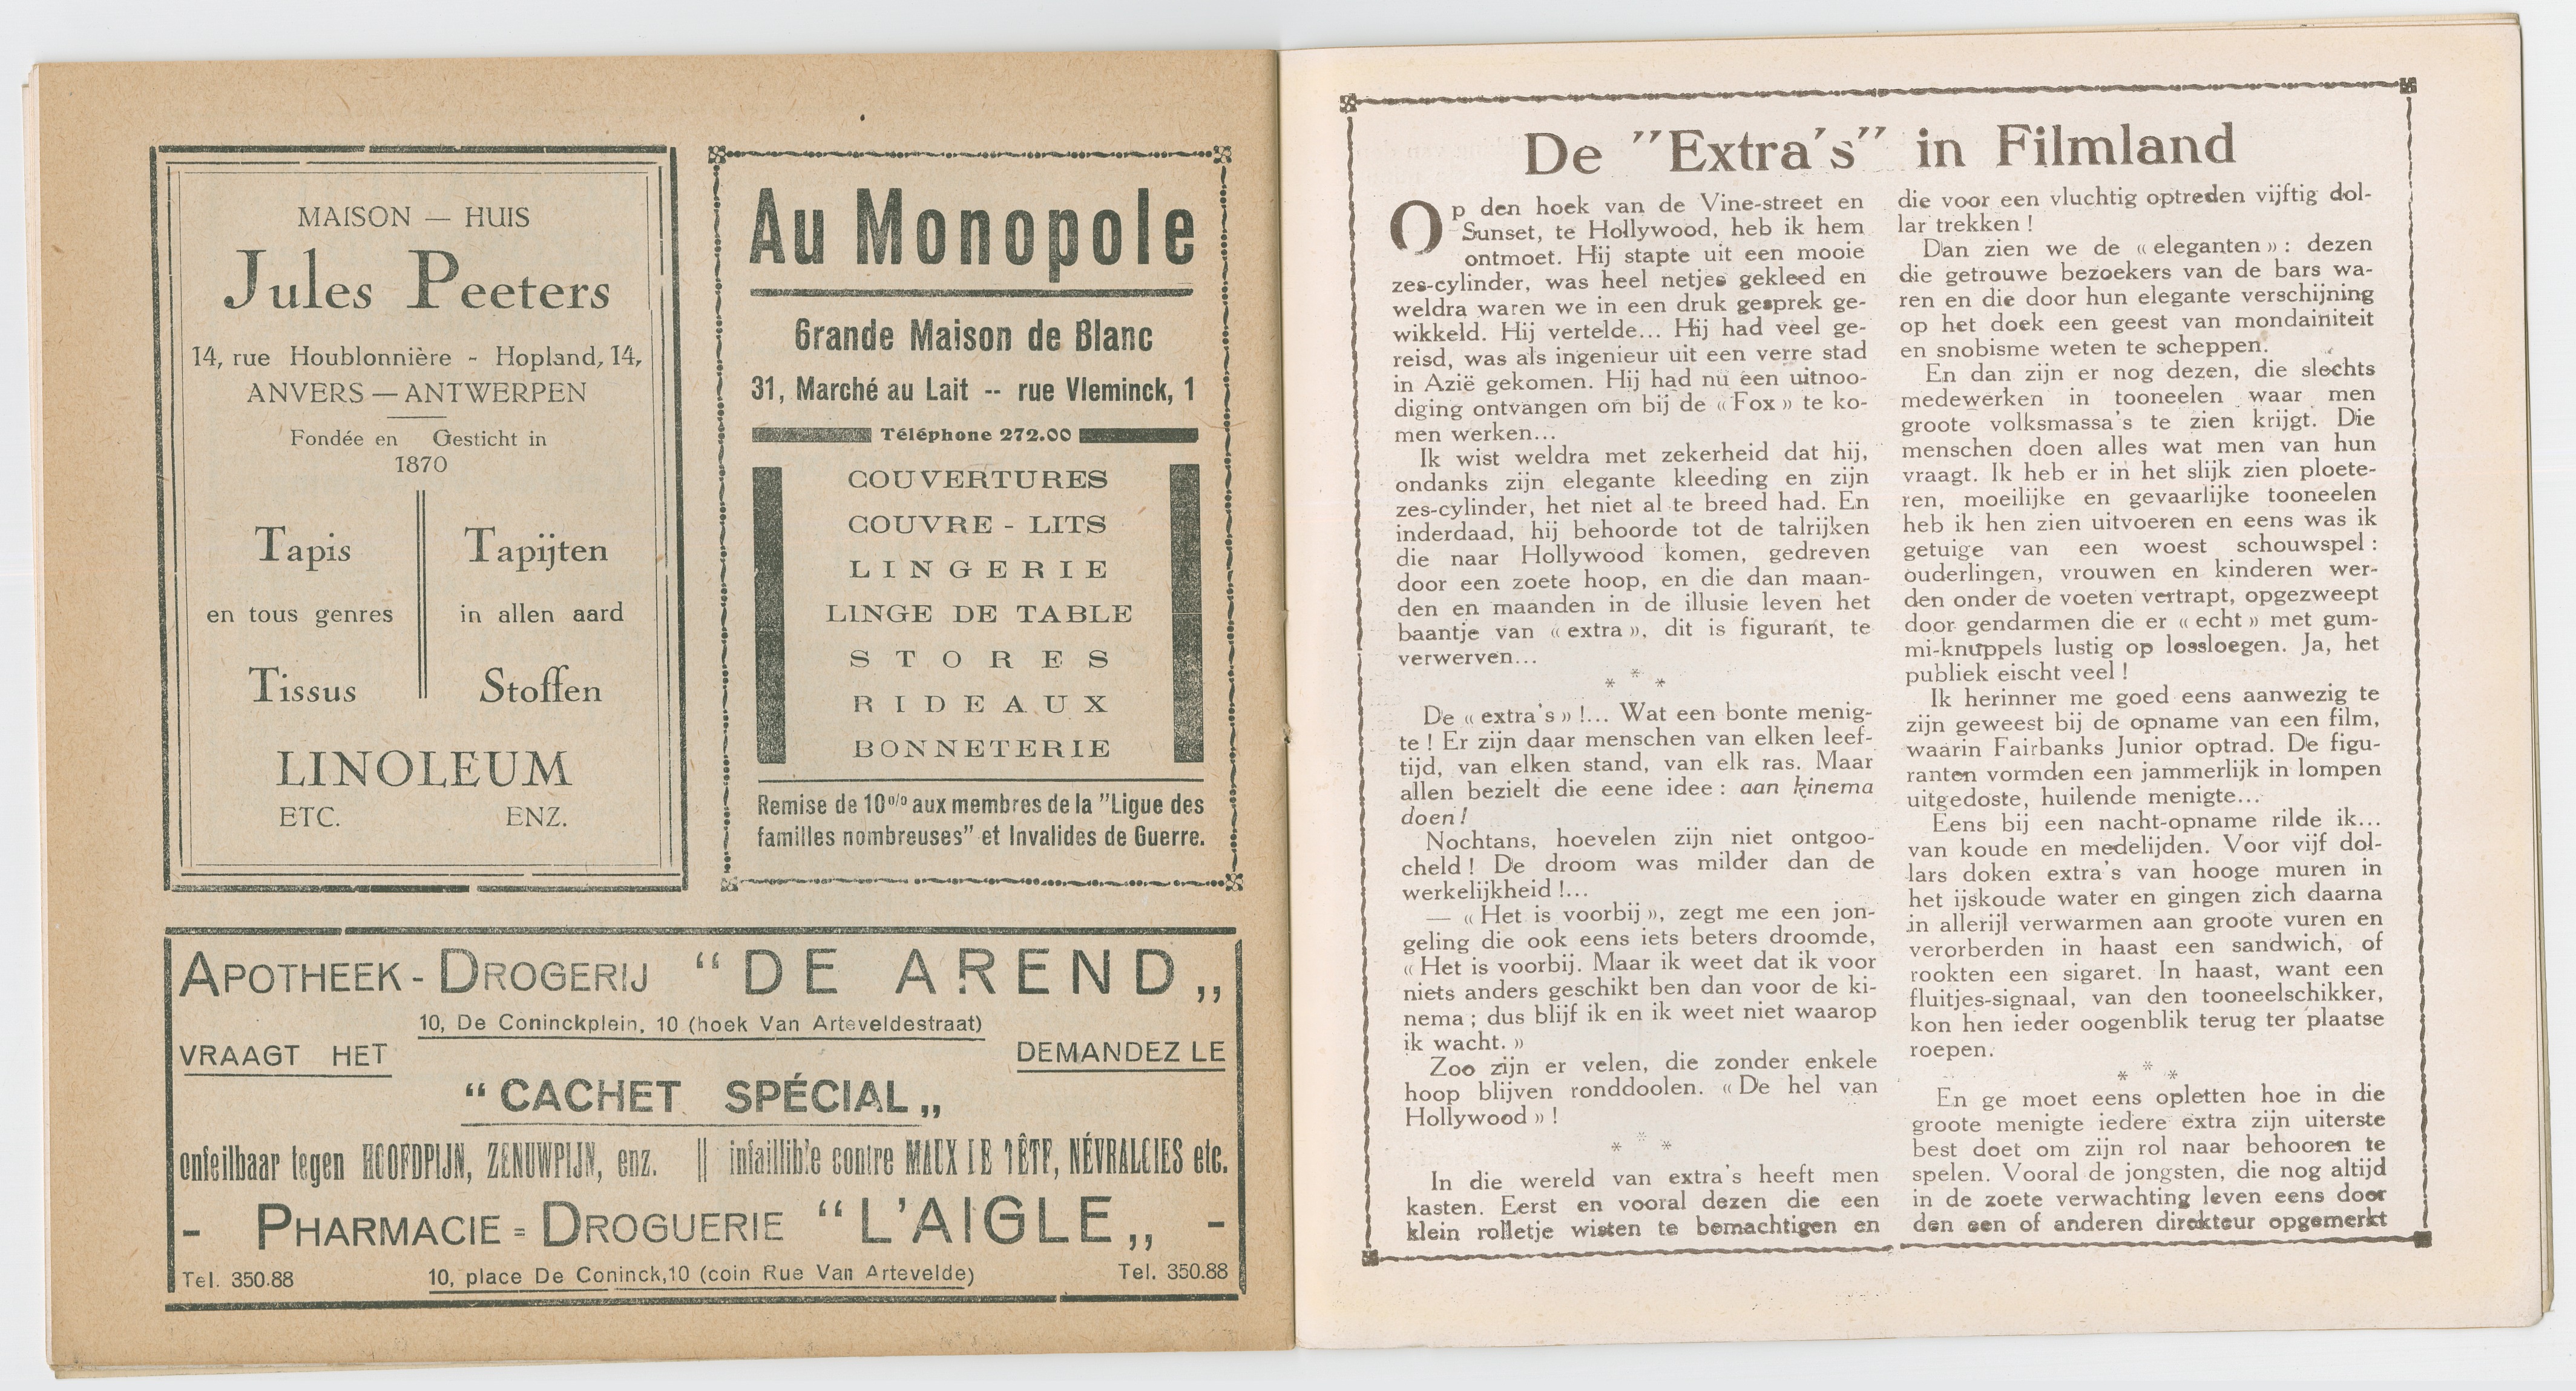 MAISON — HUIS
Jules Peeters
14, rue Houblonnière - Hopland, 14,
ANVERS — ANTWERPEN
Fondée en Gesticht in
1870
Tapis
en tous genres
Tissus
Tapijten
in allen aard
Stoffen
LINOLEUM
ETC. ENZ.
Au Monopole
Grande Maison de Blanc
31, Marché au Lait -- rue Vleminck, 1
Téléphone 272.00
COUVERTURES
COUVRE - LITS
LINGERIE
LINGE DE TABLE
STORES
RIDEAUX
BONNETERIE
Remise de 10% aux membres de la "Ligue des
familles nombreuses" et Invalides de Guerre.
APOTHEEK - DROGERIJ “DE AREND„
10, De Coninckplein, 10 (hoek Van Arteveldestraat)
VRAAGT HET DEMANDEZ LE
“CACHET SPÉCIAL„
onfeilbaar tegen HOOFDPIJN, ZENUWPIJN, enz. || infaillible contre MAUX DE TÊTE, NÉVRALGIES etc.
- PHARMACIE = DROGUERIE “L'AIGLE„ -
Tel. 350.88 10, place De Coninck,10 (coin Rue Van Artevelde) Tel. 350.88
De "Extra's" in Filmland
Op den hoek van de Vine-street en
Sunset, te Hollywood, heb ik hem
ontmoet. Hij stapte uit een mooie
zes-cylinder, was heel netjes gekleed en
weldra waren we in een druk gesprek ge-
wikkeld. Hij vertelde... Hij had veel ge-
reisd, was als ingenieur uit een verre stad
in Azië gekomen. Hij had nu een uitnoo-
diging ontvangen om bij de « Fox » te ko-
men werken...
Ik wist weldra met zekerheid dat hij,
ondanks zijn elegante kleeding en zijn
zes-cylinder, het niet al te breed had. En
inderdaad, hij behoorde tot de talrijken
die naar Hollywood komen, gedreven
door een zoete hoop, en die dan maan-
den en maanden in de illusie leven het
baantje van « extra », dit is figurant, te
verwerven...
* * *
De « extra's » !... Wat een bonte menig-
te ! Er zijn daar menschen van elken leef-
tijd, van elken stand, van elk ras. Maar
allen bezielt die eene idee : aan kinema
doen !
Nochtans, hoevelen zijn niet ontgoo-
cheld ! De droom was milder dan de
werkelijkheid !...
— « Het is voorbij », zegt me een jon-
geling die ook eens iets beters droomde,
« Het is voorbij. Maar ik weet dat ik voor
niets anders geschikt ben dan voor de ki-
nema ; dus blijf ik en ik weet niet waarop
ik wacht. »
Zoo zijn er velen, die zonder enkele
hoop blijven ronddoolen. « De hel van
Hollywood » !
* * *
In die wereld van extra's heeft men
kasten. Eerst en vooral dezen die een
klein rolletje wisten te bemachtigen en
die voor een vluchtig optreden vijftig dol-
lar trekken !
Dan zien we de « eleganten » : dezen
die getrouwe bezoekers van de bars wa-
ren en die door hun elegante verschijning
op het doek een geest van mondainiteit
en snobisme weten te scheppen.
En dan zijn er nog dezen, die slechts
medewerken in tooneelen waar men
groote volksmassa's te zien krijgt. Die
menschen doen alles wat men van hun
vraagt. Ik heb er in het slijk zien ploete-
ren, moeilijke en gevaarlijke tooneelen
heb ik hen zien uitvoeren en eens was ik
getuige van een woest schouwspel :
ouderlingen, vrouwen en kinderen wer-
den onder de voeten vertrapt, opgezweept
door gendarmen die er « echt » met gum-
mi-knuppels lustig op lossloegen. Ja, het
publiek eischt veel !
Ik herinner me goed eens aanwezig te
zijn geweest bij de opname van een film,
waarin Fairbanks Junior optrad. De figu-
ranten vormden een jammerlijk in lompen
uitgedoste, huilende menigte...
Eens bij een nacht-opname rilde ik...
van koude en medelijden. Voor vijf dol-
lars doken extra's van hooge muren in
het ijskoude water en gingen zich daarna
in allerijl verwarmen aan groote vuren en
verorberden in haast een sandwich, of
rookten een sigaret. In haast, want een
fluitjes-signaal, van den tooneelschikker,
kon hen ieder oogenblik terug ter plaatse
roepen.
* * *
En ge moet eens opletten hoe in die
groote menigte iedere extra zijn uiterste
best doet om zijn rol naar behooren te
spelen. Vooral de jongsten, die nog altijd
in de zoete verwachting leven eens door
den een of anderen direkteur opgemerkt